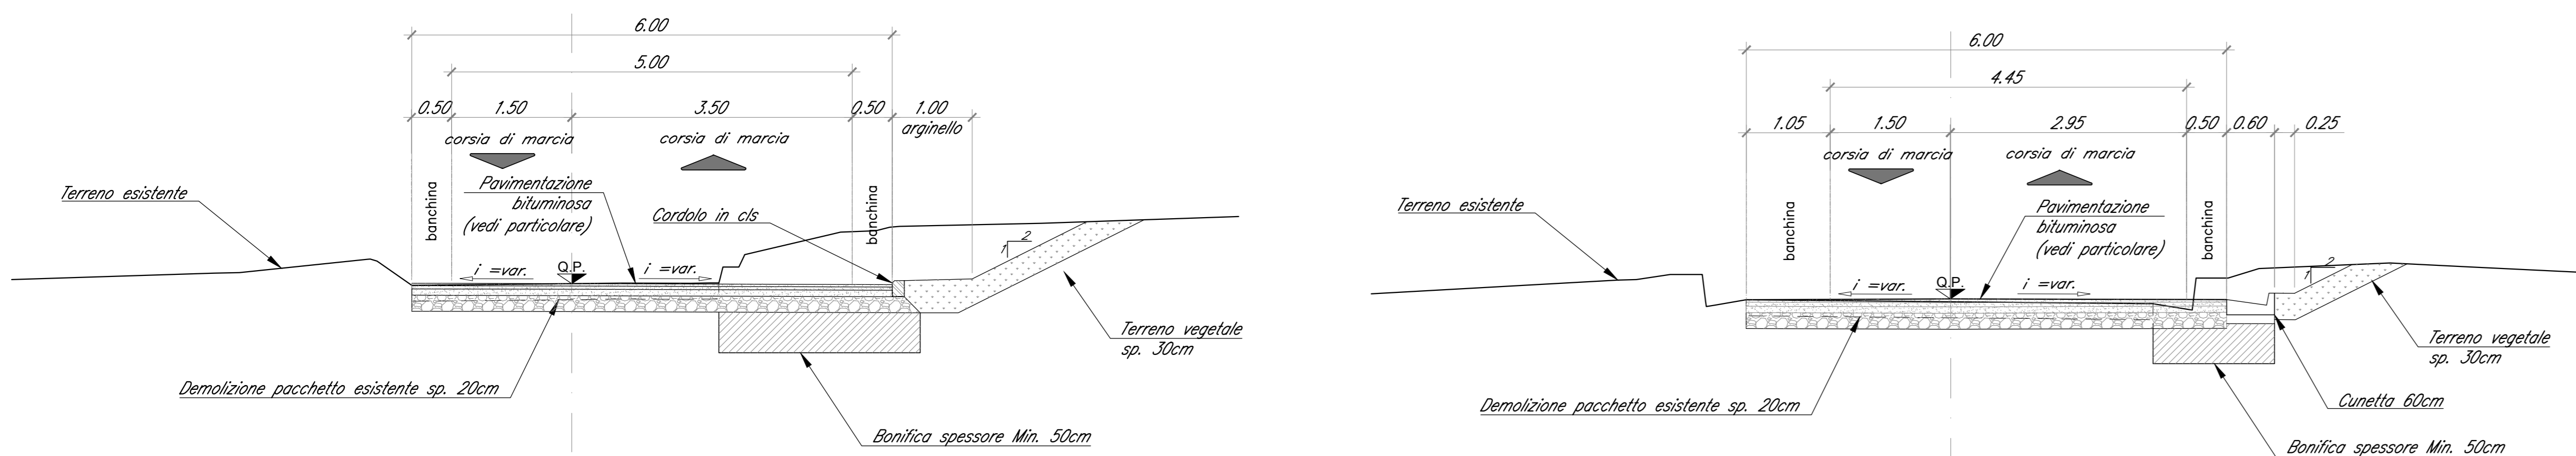 6.00
5.00
0.50 1.50 3.50 0.50 1.00
arginello
corsia di marcia
corsia di marcia
banchina
banchina
Terreno esistente
Pavimentazione
bituminosa
(vedi particolare)
Cordolo in cls
1 2
i =var.
Q.P.
i =var.
Terreno vegetale
sp. 30cm
Demolizione pacchetto esistente sp. 20cm
Bonifica spessore Min. 50cm
6.00
4.45
1.05 1.50 2.95 0.50 0.60 0.25
corsia di marcia
corsia di marcia
banchina
banchina
Terreno esistente
Pavimentazione
bituminosa
(vedi particolare)
1 2
i =var.
Q.P.
i =var.
Terreno vegetale
sp. 30cm
Cunetta 60cm
Demolizione pacchetto esistente sp. 20cm
Bonifica spessore Min. 50cm